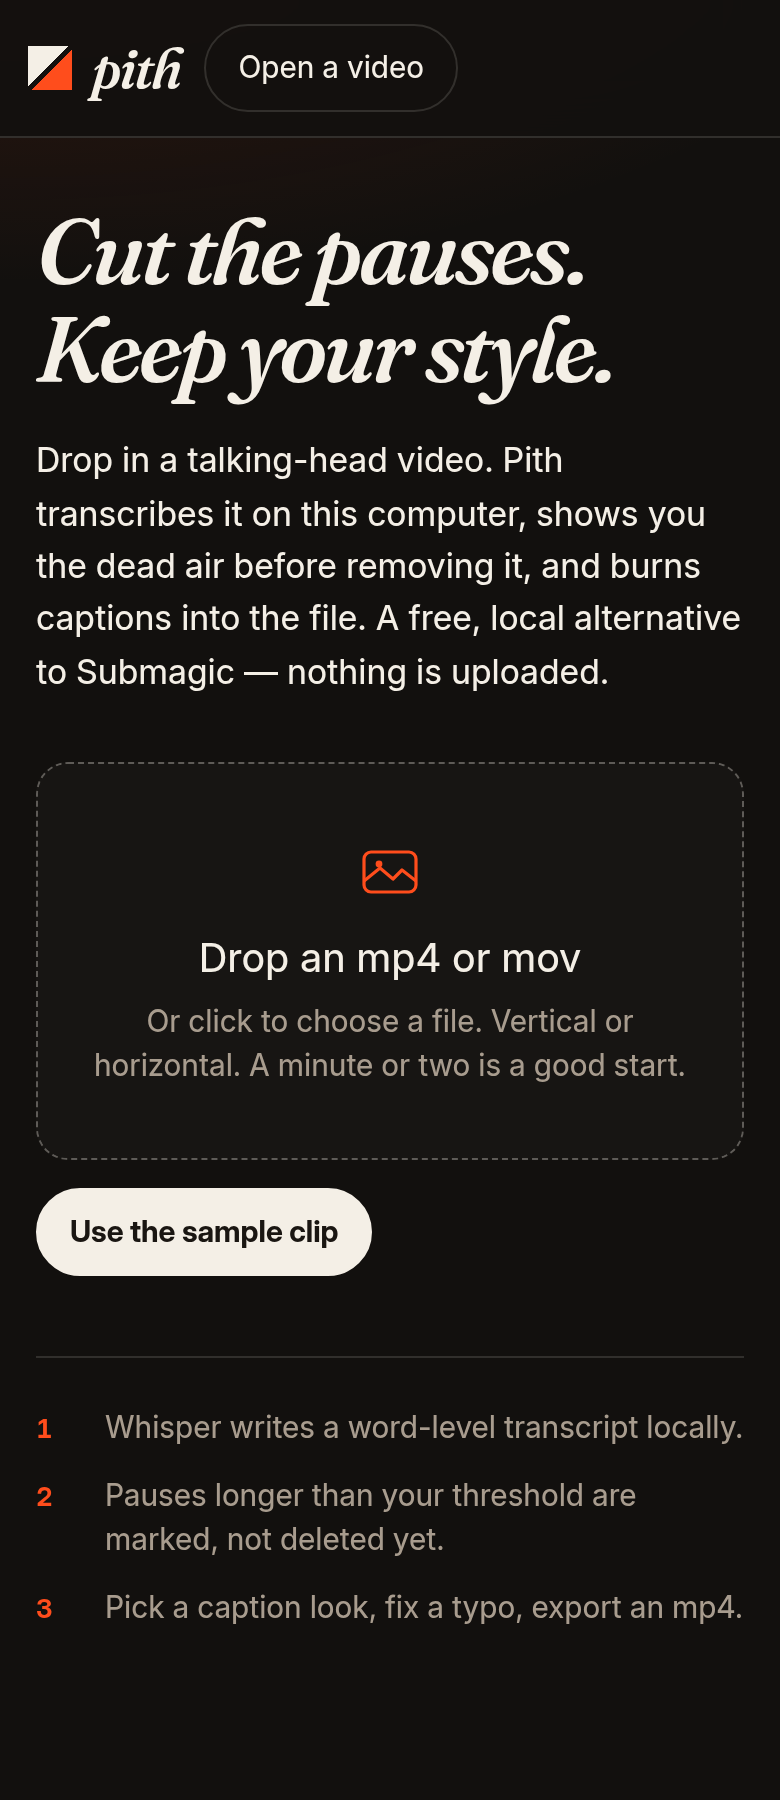 pith
Open a video
Cut the pauses.
Keep your style.
Drop in a talking-head video. Pith
transcribes it on this computer, shows you
the dead air before removing it, and burns
captions into the file. A free, local alternative
to Submagic — nothing is uploaded.
Drop an mp4 or mov
Or click to choose a file. Vertical or
horizontal. A minute or two is a good start.
Use the sample clip
1 Whisper writes a word-level transcript locally.
2 Pauses longer than your threshold are
marked, not deleted yet.
3 Pick a caption look, fix a typo, export an mp4.